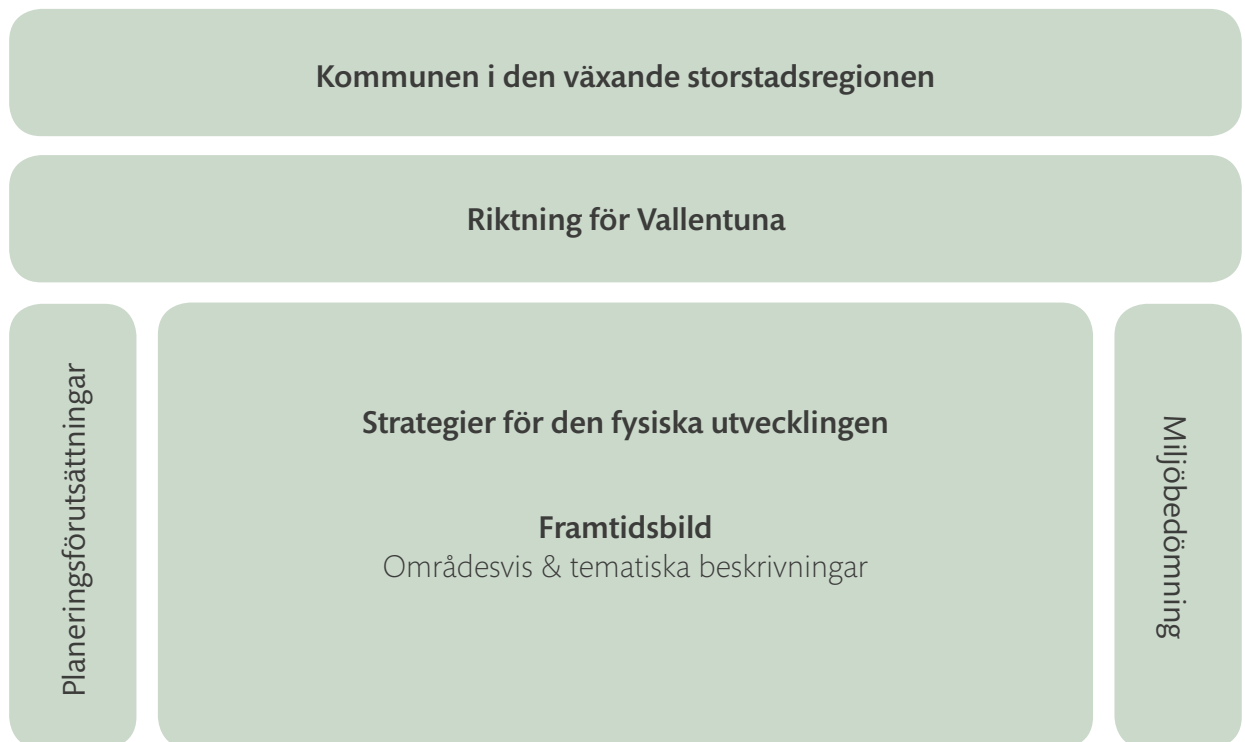 Kommunen i den växande storstadsregionen
Riktning för Vallentuna
Planeringsförutsättningar
Strategier för den fysiska utvecklingen
Framtidsbild
Områdesvis & tematiska beskrivningar
Miljöbedömning